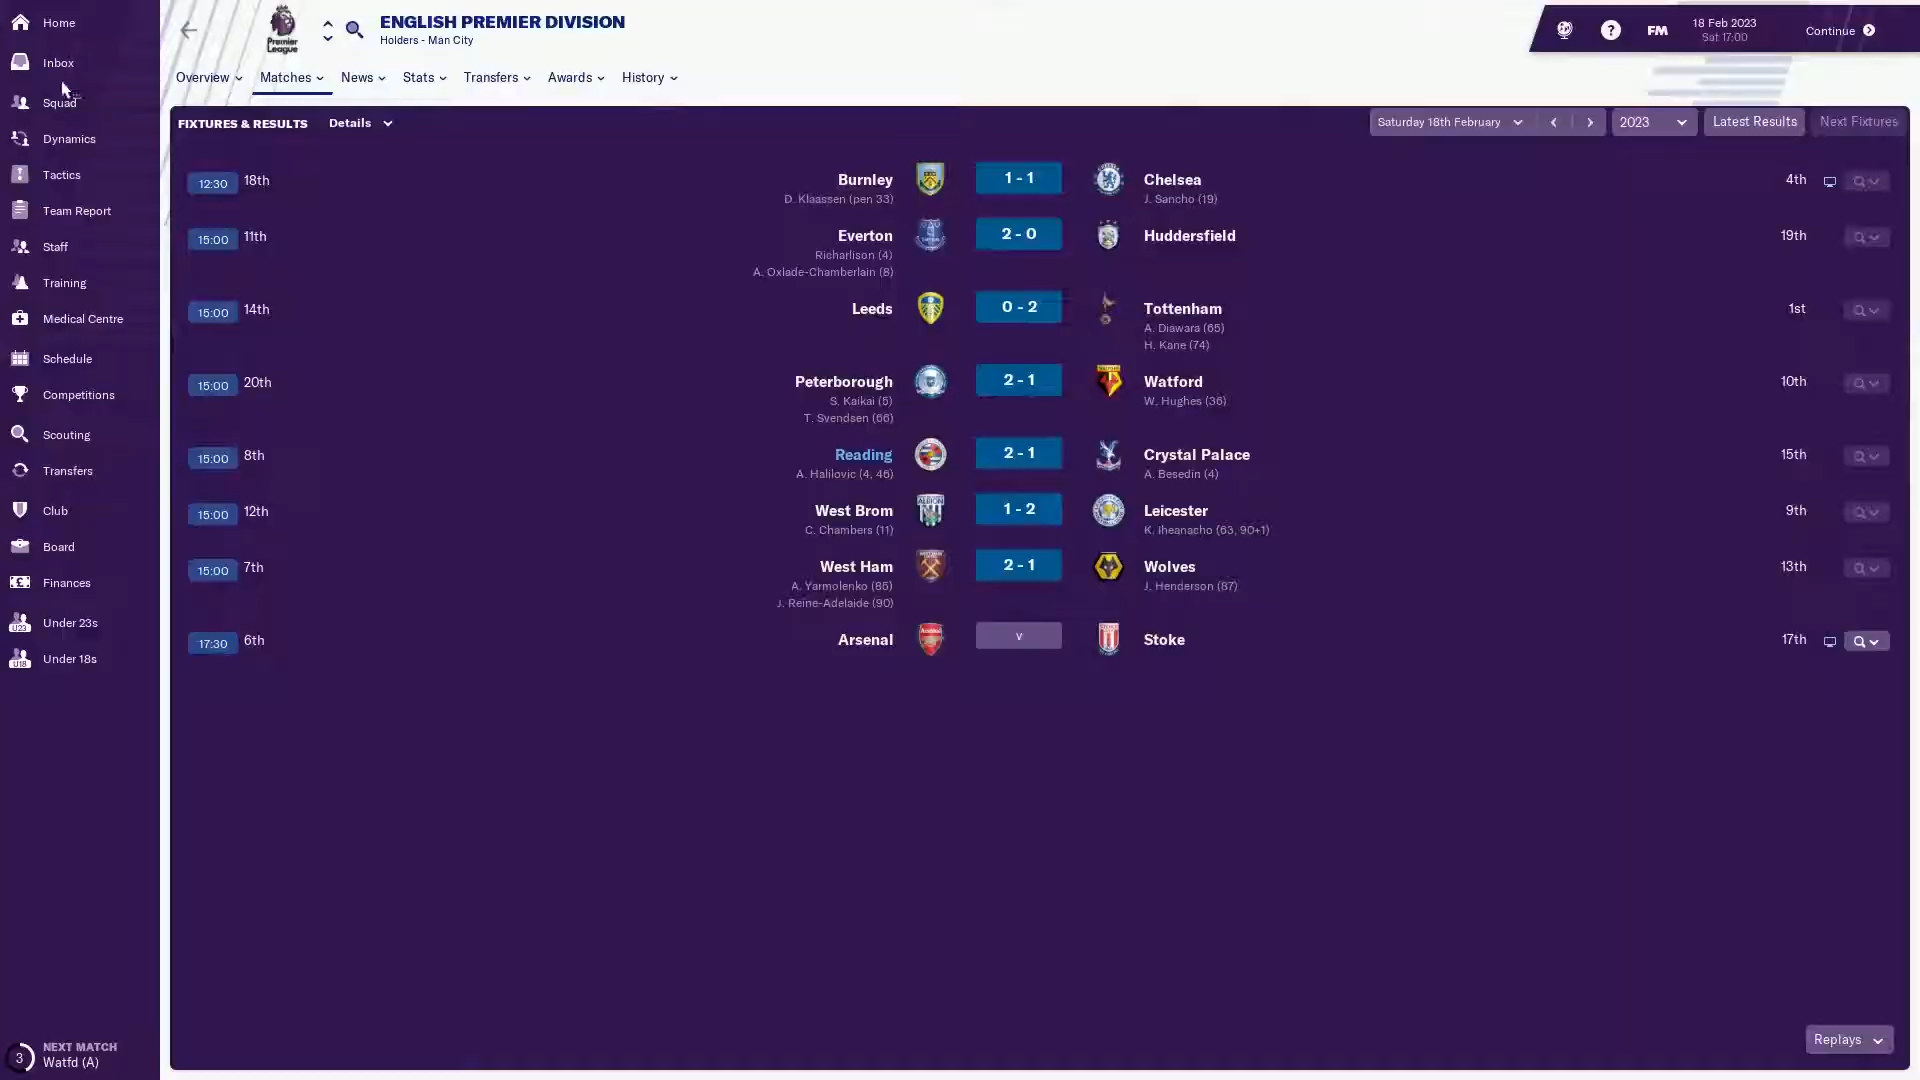 Home
Inbox
Squad
Dynamics
Tactics
Team Report
Staff
Training
Medical Centre
Schedule
Competitions
Scouting
Transfers
Club
Board
Finances
U23 Under 23s
U18 Under 18s
3 NEXT MATCH
Watfd (A)
Premier
League
ENGLISH PREMIER DIVISION
Holders - Man City
? FM 18 Feb 2023
Sat 17:00
Continue
Overview Matches News Stats Transfers Awards History
FIXTURES & RESULTS Details Saturday 18th February 2023 Latest Results Next Fixtures
12:30 18th Burnley 1 - 1 Chelsea 4th
D. Klaassen (pen 33) J. Sancho (19)
15:00 11th Everton 2 - 0 Huddersfield 19th
Richarlison (4)
A. Oxlade-Chamberlain (8)
15:00 14th Leeds 0 - 2 Tottenham 1st
A. Diawara (65)
H. Kane (74)
15:00 20th Peterborough 2 - 1 Watford 10th
S. Kaikai (5) W. Hughes (36)
T. Svendsen (66)
15:00 8th Reading 2 - 1 Crystal Palace 15th
A. Halilovic (4, 46) A. Besedin (4)
15:00 12th West Brom ALBION 1 - 2 Leicester 9th
C. Chambers (11) K. Iheanacho (63, 90+1)
15:00 7th West Ham 2 - 1 Wolves 13th
A. Yarmolenko (85) J. Henderson (87)
J. Reine-Adelaide (90)
17:30 6th Arsenal v Stoke 17th
Replays